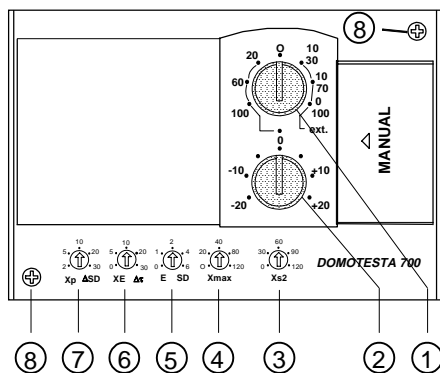 8
O
20 10
30
60 10
70
0
100 100
ext.
0
-10 +10
-20 +20
MANUAL
DOMOTESTA 700
10
5 20
2 30
Xp ΔSD
10
5 20
0 30
XE Δτ
2
1 4
0 6
E SD
40
20 80
O 120
Xmax
60
30 90
0 120
Xs2
8 7 6 5 4 3 2 1